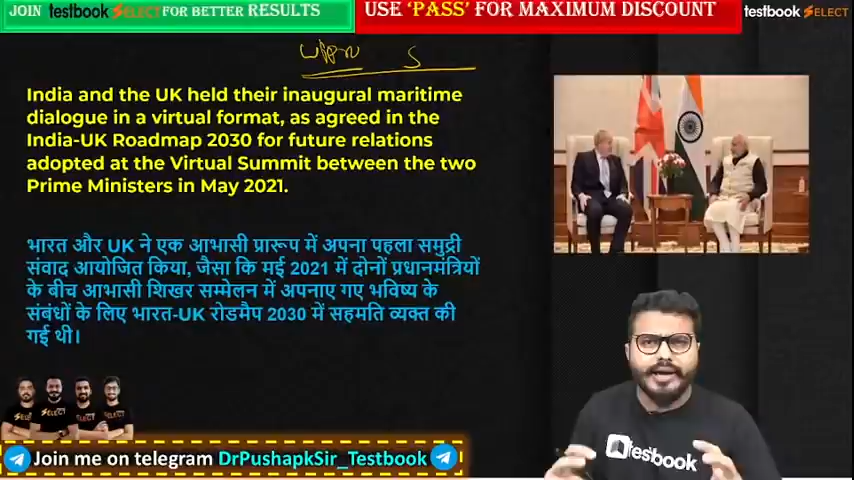 JOIN testbook SELECT FOR BETTER RESULTS
USE ‘PASS’ FOR MAXIMUM DISCOUNT
testbook SELECT
India and the UK held their inaugural maritime
dialogue in a virtual format, as agreed in the
India-UK Roadmap 2030 for future relations
adopted at the Virtual Summit between the two
Prime Ministers in May 2021.
भारत और UK ने एक आभासी प्रारूप में अपना पहला समुद्री
संवाद आयोजित किया, जैसा कि मई 2021 में दोनों प्रधानमंत्रियों
के बीच आभासी शिखर सम्मेलन में अपनाए गए भविष्य के
संबंधों के लिए भारत-UK रोडमैप 2030 में सहमति व्यक्त की
गई थी।
SELECT
testbook
Join me on telegram DrPushapkSir_Testbook